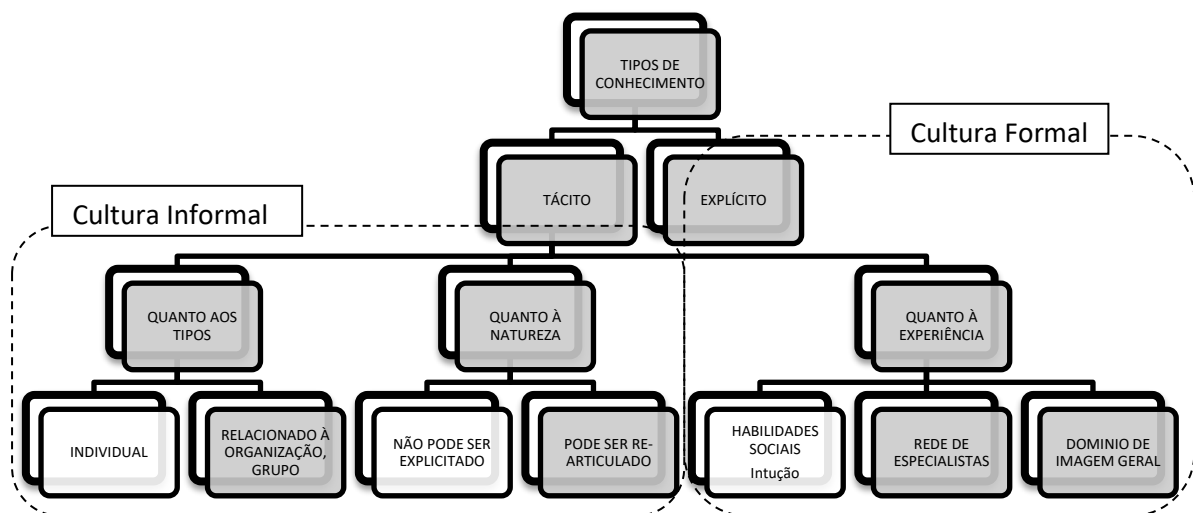 TIPOS DE
CONHECIMENTO
Cultura Formal
TÁCITO
EXPLÍCITO
Cultura Informal
QUANTO AOS
TIPOS
QUANTO À
NATUREZA
QUANTO À
EXPERIÊNCIA
INDIVIDUAL
RELACIONADO À
ORGANIZAÇÃO,
GRUPO
NÃO PODE SER
EXPLICITADO
PODE SER RE-
ARTICULADO
HABILIDADES
SOCIAIS
Intução
REDE DE
ESPECIALISTAS
DOMINIO DE
IMAGEM GERAL